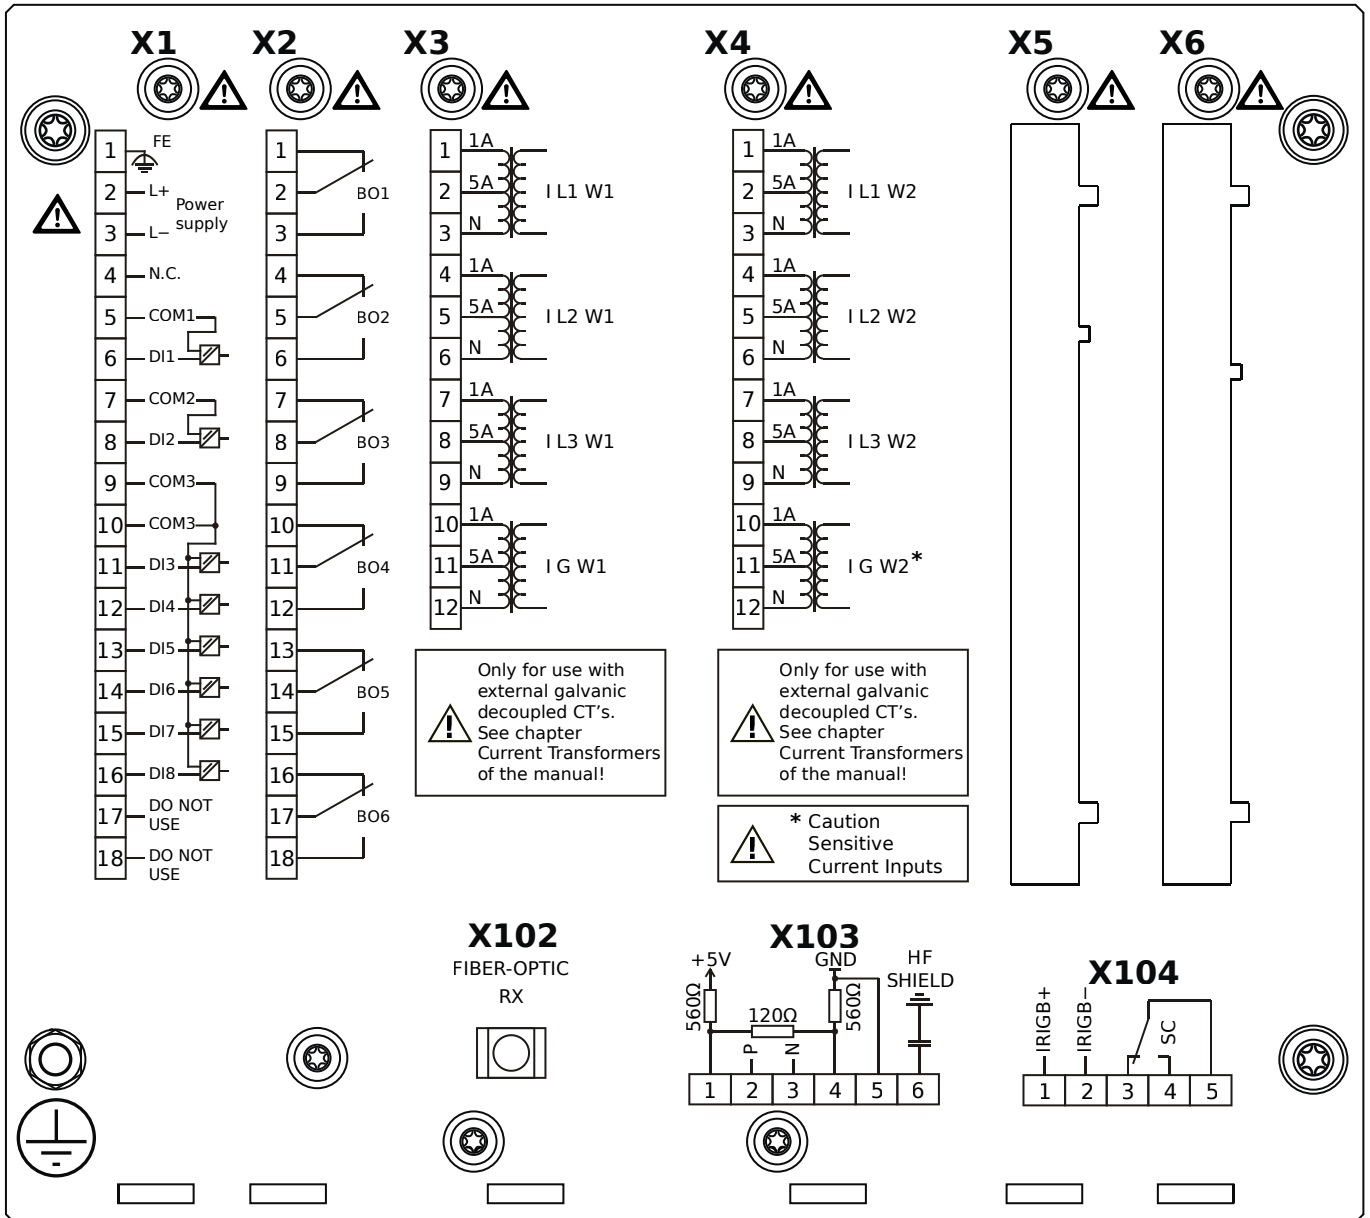 X1 X2 X3 X4 X5 X6
1 FE
2 L+
Power
supply
3 L−
4 N.C.
5 COM1
6 DI1
7 COM2
8 DI2
9 COM3
10 COM3
11 DI3
12 DI4
13 DI5
14 DI6
15 DI7
16 DI8
17 DO NOT
USE
18 DO NOT
USE
1
2 BO1
3
4
5 BO2
6
7
8 BO3
9
10
11 BO4
12
13
14 BO5
15
16
17 BO6
18
1 1A
2 5A I L1 W1
3 N
4 1A
5 5A I L2 W1
6 N
7 1A
8 5A I L3 W1
9 N
10 1A
11 5A I G W1
12 N
Only for use with
external galvanic
decoupled CT's.
See chapter
Current Transformers
of the manual!
1 1A
2 5A I L1 W2
3 N
4 1A
5 5A I L2 W2
6 N
7 1A
8 5A I L3 W2
9 N
10 1A
11 5A I G W2*
12 N
Only for use with
external galvanic
decoupled CT's.
See chapter
Current Transformers
of the manual!
* Caution
Sensitive
Current Inputs
X102
FIBER-OPTIC
RX
X103
+5V GND HF
SHIELD
560Ω 120Ω 560Ω
P N
1 2 3 4 5 6
X104
IRIGB+ IRIGB− SC
1 2 3 4 5